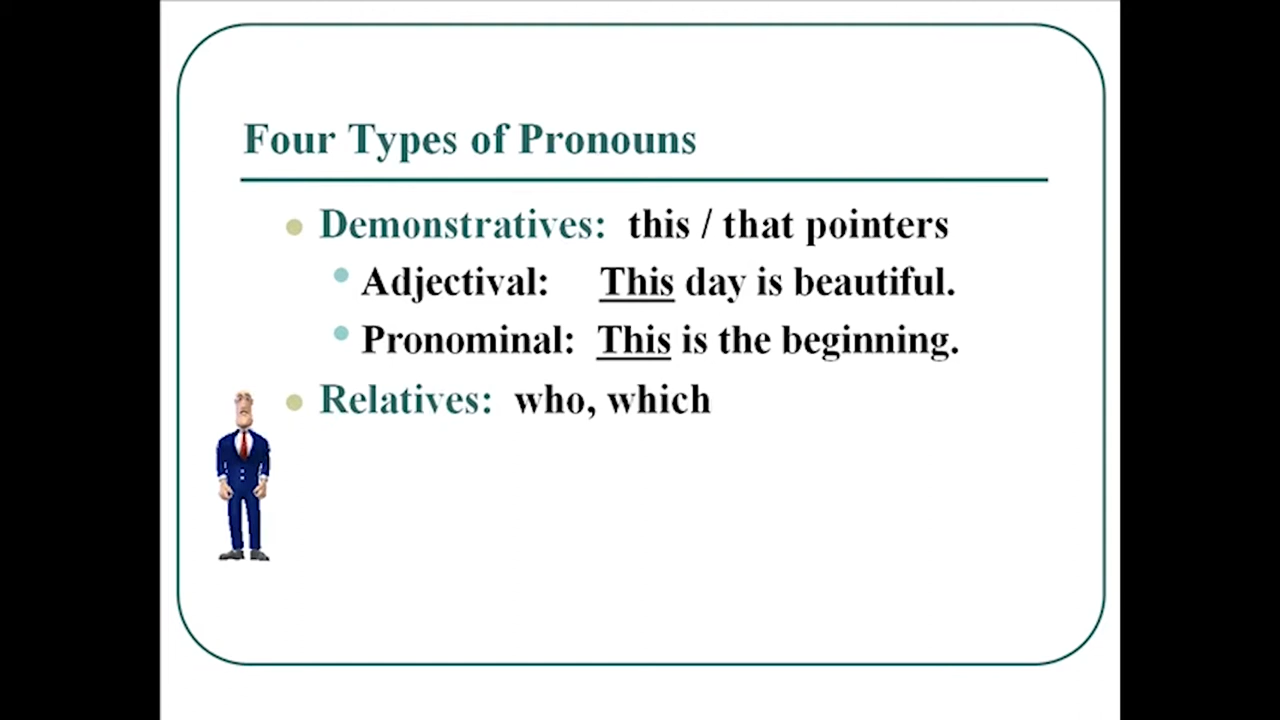 Four Types of Pronouns
Demonstratives: this / that pointers
Adjectival: This day is beautiful.
Pronominal: This is the beginning.
Relatives: who, which